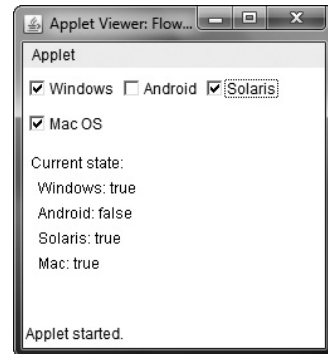 Applet Viewer: Flow...
Applet
Windows Android Solaris
Mac OS
Current state:
Windows: true
Android: false
Solaris: true
Mac: true
Applet started.